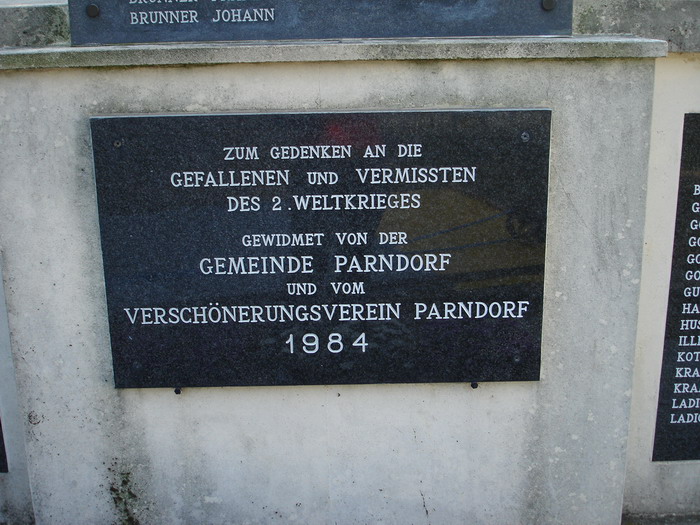 BRUNNER JOHANN
ZUM GEDENKEN AN DIE
GEFALLENEN UND VERMISSTEN
DES 2. WELTKRIEGES
GEWIDMET VON DER
GEMEINDE PARNDORF
UND VOM
VERSCHÖNERUNGSVEREIN PARNDORF
1984